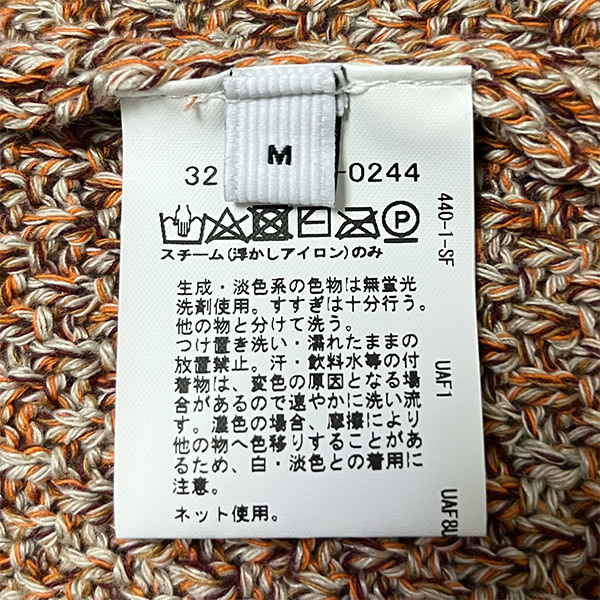 M
32
-0244
スチーム(浮かしアイロン)のみ
生成・淡色系の色物は無蛍光
洗剤使用。すすぎは十分行う。
他の物と分けて洗う。
つけ置き洗い・濡れたままの
放置禁止。汗・飲料水等の付
着物は、変色の原因となる場
合があるので速やかに洗い流
す。濃色の場合、摩擦により
他の物へ色移りすることがあ
るため、白・淡色との着用に
注意。
ネット使用。
440-1-SF
UAF1
UAF8U